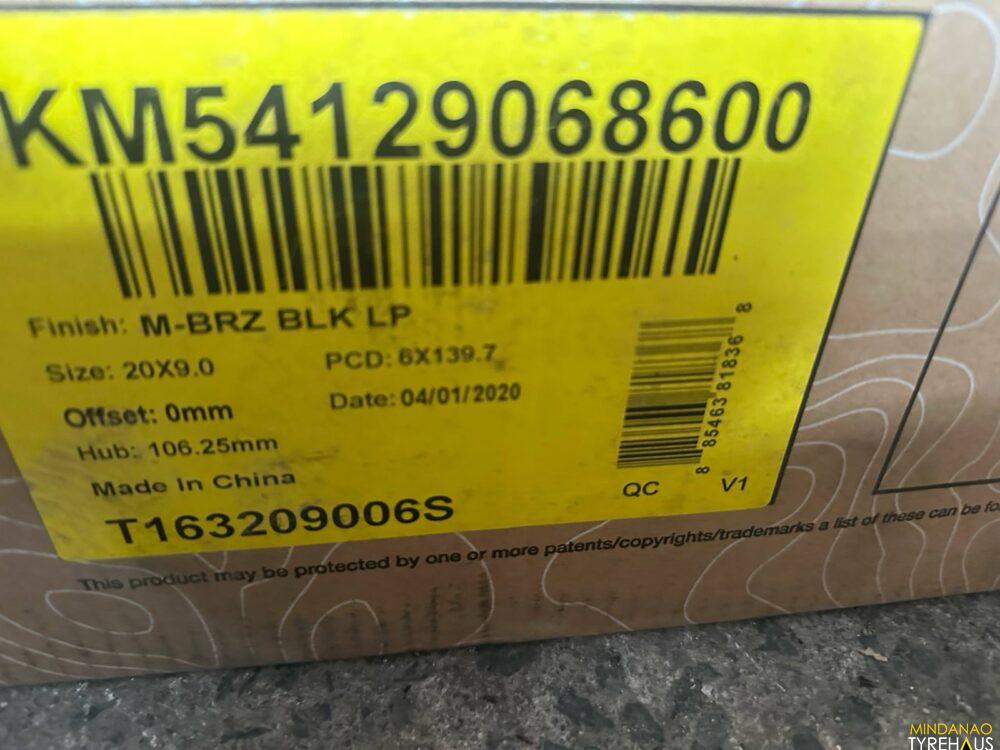 KM54129068600
Finish: M-BRZ BLK LP
Size: 20X9.0
PCD: 6X139.7
Offset: 0mm
Date: 04/01/2020
Hub: 106.25mm
Made In China
T163209006S
8 85463 81836 8
QC
V1
This product may be protected by one or more patents/copyrights/trademarks a list of these can be
MINDANAO
TYREHAUS